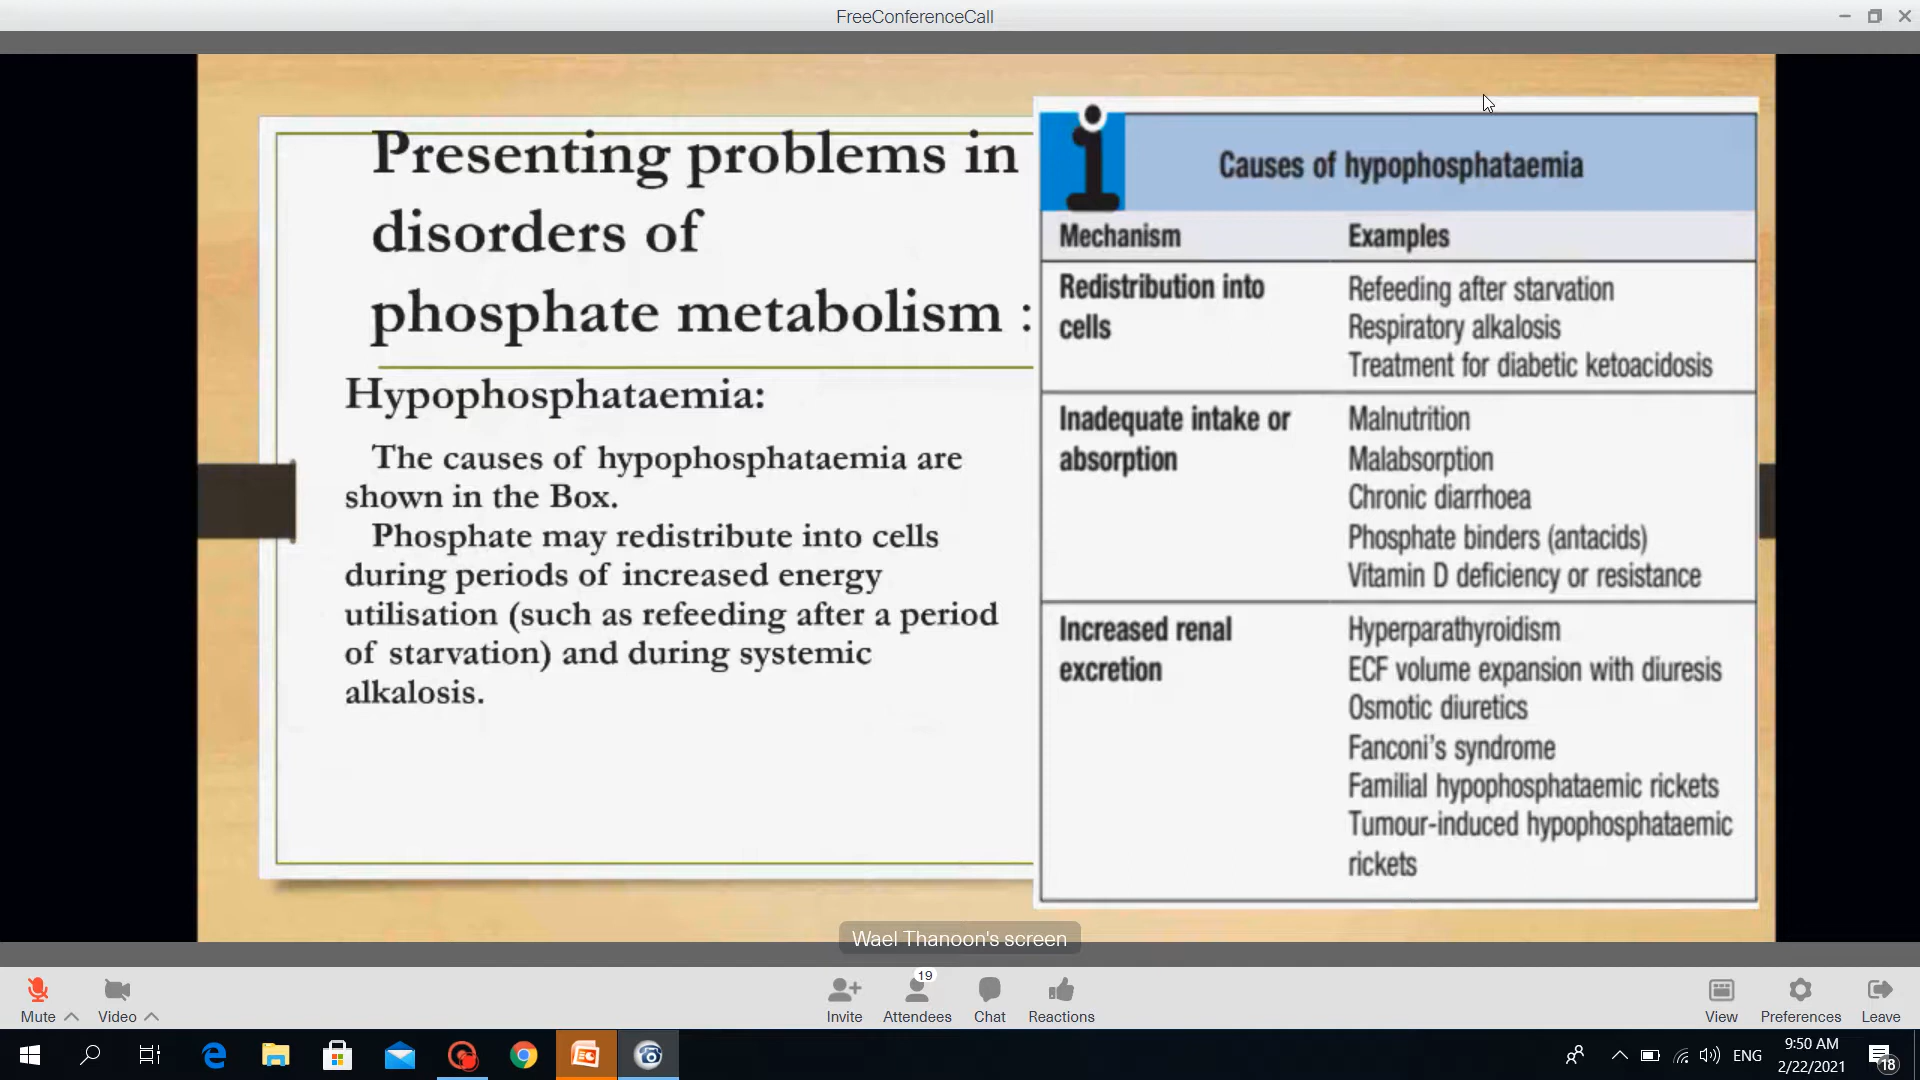 FreeConferenceCall
Presenting problems in
disorders of
phosphate metabolism :
Hypophosphataemia:
The causes of hypophosphataemia are
shown in the Box.
Phosphate may redistribute into cells
during periods of increased energy
utilisation (such as refeeding after a period
of starvation) and during systemic
alkalosis.
i
Causes of hypophosphataemia
Mechanism Examples
Redistribution into Refeeding after starvation
cells Respiratory alkalosis
Treatment for diabetic ketoacidosis
Inadequate intake or Malnutrition
absorption Malabsorption
Chronic diarrhoea
Phosphate binders (antacids)
Vitamin D deficiency or resistance
Increased renal Hyperparathyroidism
excretion ECF volume expansion with diuresis
Osmotic diuretics
Fanconi's syndrome
Familial hypophosphataemic rickets
Tumour-induced hypophosphataemic
rickets
Wael Thanoon's screen
19
Mute Video Invite Attendees Chat Reactions View Preferences Leave
ENG
9:50 AM
2/22/2021
18